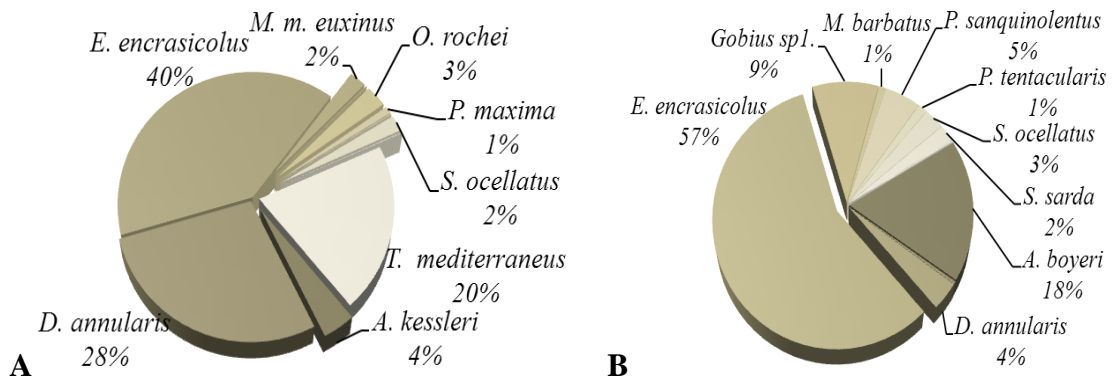 M. m. euxinus
2%
E. encrasicolus
40%
O. rochei
3%
P. maxima
1%
S. ocellatus
2%
T. mediterraneus
20%
A. kessleri
4%
D. annularis
28%
A
M. barbatus
1%
Gobius sp1.
9%
P. sanquinolentus
5%
E. encrasicolus
57%
P. tentacularis
1%
S. ocellatus
3%
S. sarda
2%
A. boyeri
18%
D. annularis
4%
B